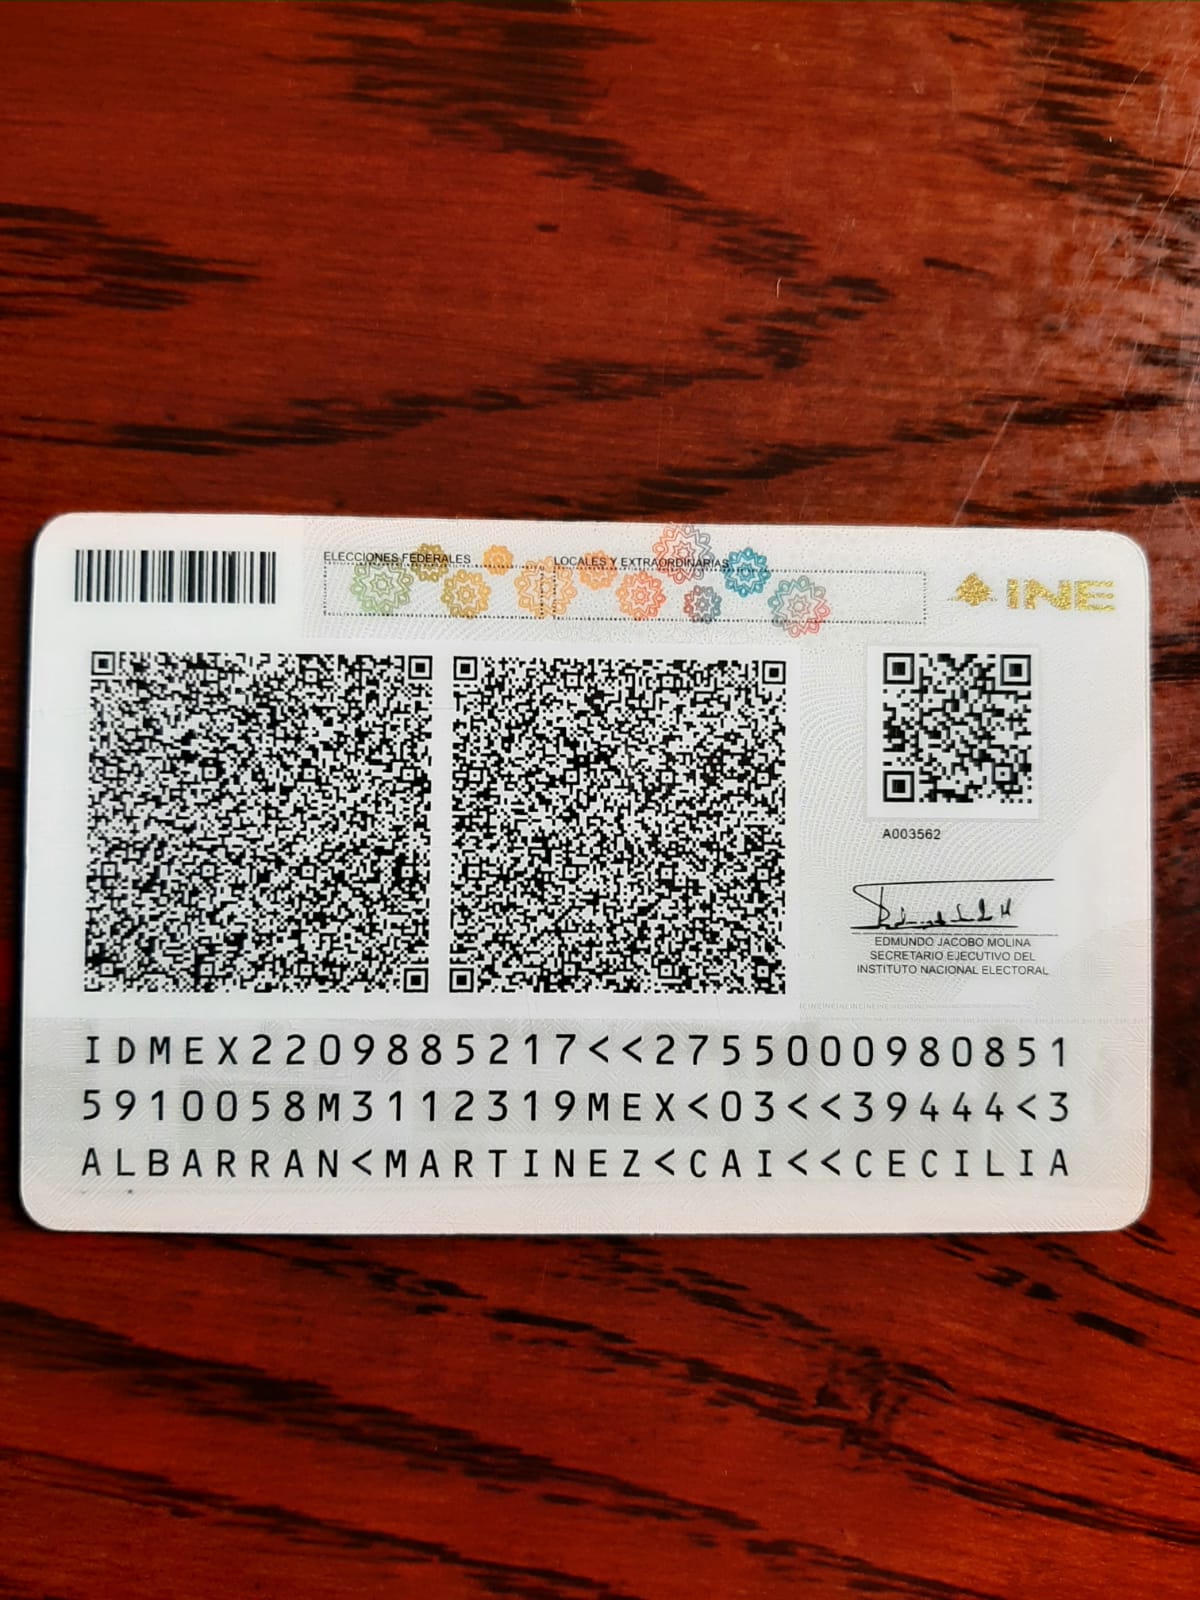 ELECCIONES FEDERALES
LOCALES Y EXTRAORDINARIAS
INE
A003562
EDMUNDO JACOBO MOLINA
SECRETARIO EJECUTIVO DEL
INSTITUTO NACIONAL ELECTORAL
IDMEX2209885217<<2755000980851
5910058M3112319MEX<03<<39444<3
ALBARRAN<MARTINEZ<CAI<<CECILIA